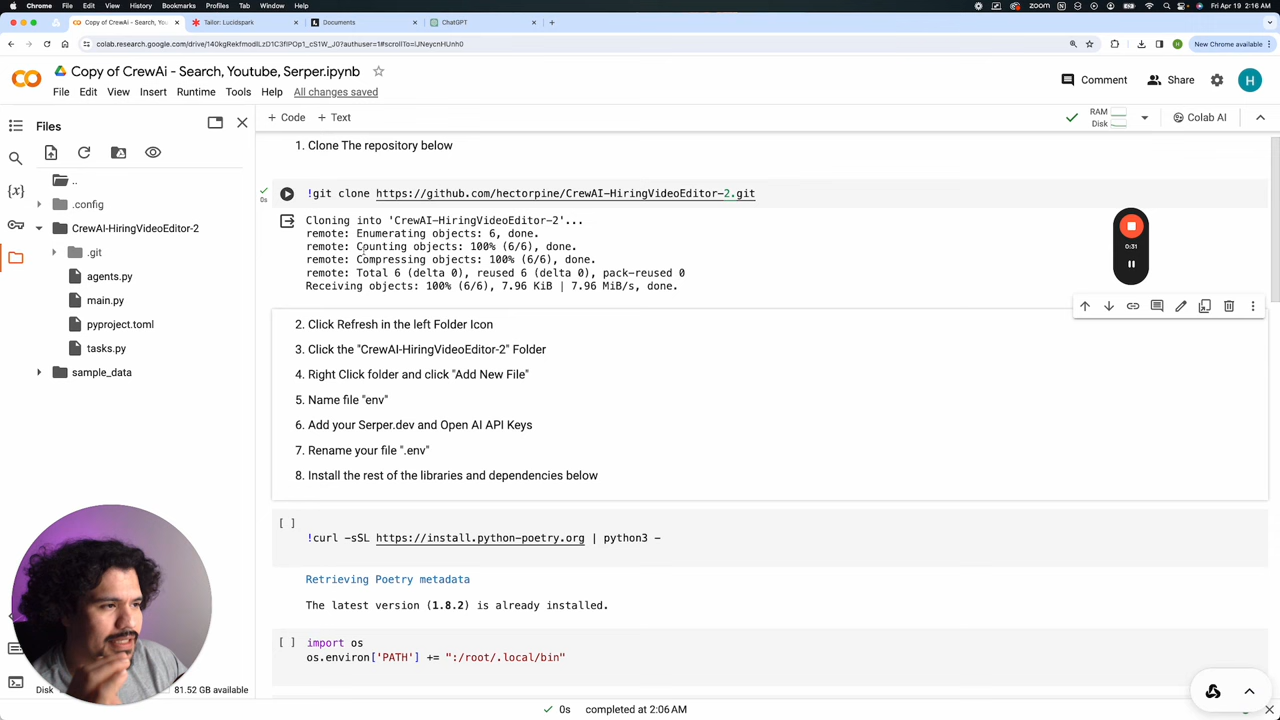 Chrome File Edit View History Bookmarks Profiles Tab Window Help
zoom
Fri Apr 19 2:16 AM
Copy of CrewAi - Search, Youtube, Serper.ipynb
Tailor: Lucidspark
Documents
ChatGPT
New Chrome available
Copy of CrewAi - Search, Youtube, Serper.ipynb
Comment
Share
H
File Edit View Insert Runtime Tools Help All changes saved
Files
+ Code + Text
RAM
Disk
Colab AI
..
.config
CrewAI-HiringVideoEditor-2
.git
agents.py
main.py
pyproject.toml
tasks.py
sample_data
1. Clone The repository below
0s
!git clone https://github.com/hectorpine/CrewAI-HiringVideoEditor-2.git
Cloning into 'CrewAI-HiringVideoEditor-2'...
remote: Enumerating objects: 6, done.
remote: Counting objects: 100% (6/6), done.
remote: Compressing objects: 100% (6/6), done.
remote: Total 6 (delta 0), reused 6 (delta 0), pack-reused 0
Receiving objects: 100% (6/6), 7.96 KiB | 7.96 MiB/s, done.
0:31
2. Click Refresh in the left Folder Icon
3. Click the "CrewAI-HiringVideoEditor-2" Folder
4. Right Click folder and click "Add New File"
5. Name file "env"
6. Add your Serper.dev and Open AI API Keys
7. Rename your file ".env"
8. Install the rest of the libraries and dependencies below
[ ]
!curl -sSL https://install.python-poetry.org | python3 -
Retrieving Poetry metadata
The latest version (1.8.2) is already installed.
[ ] import os
os.environ['PATH'] += ":/root/.local/bin"
Disk
81.52 GB available
0s completed at 2:06 AM